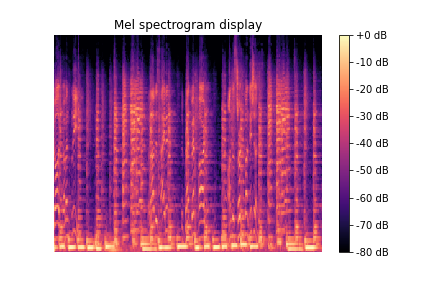 Mel spectrogram display
+0 dB
-10 dB
-20 dB
-30 dB
-40 dB
-50 dB
-60 dB
-70 dB
-80 dB